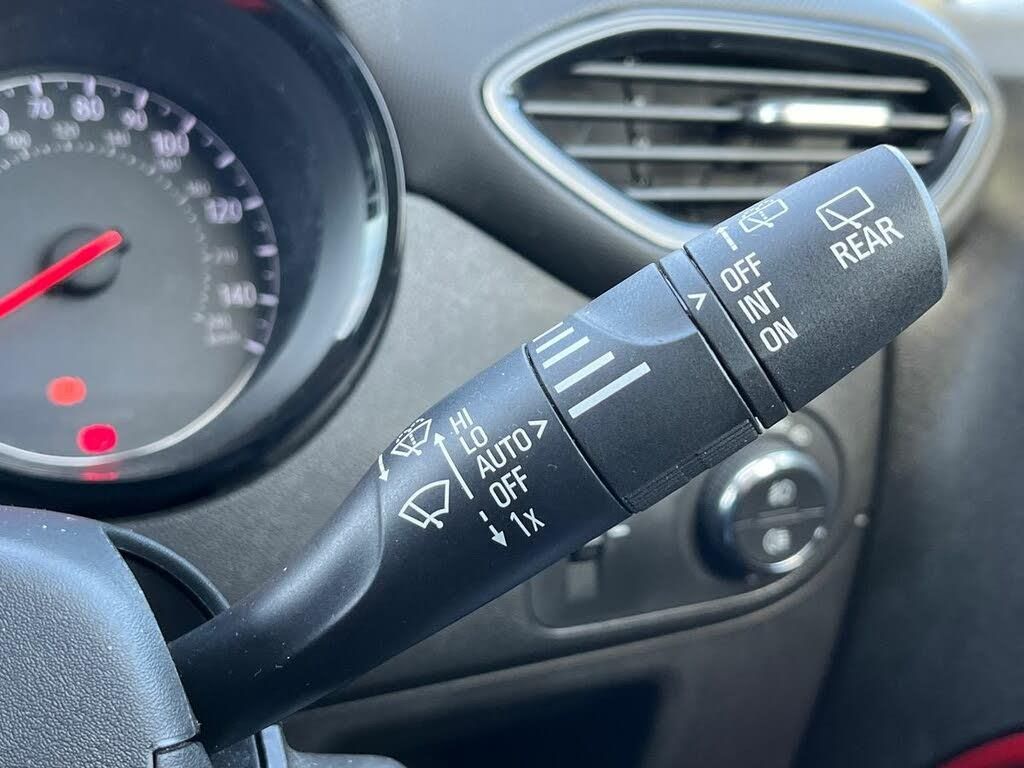 70
80
90
100
120
140
HI
LO
AUTO >
OFF
1x
>
OFF
INT
ON
REAR